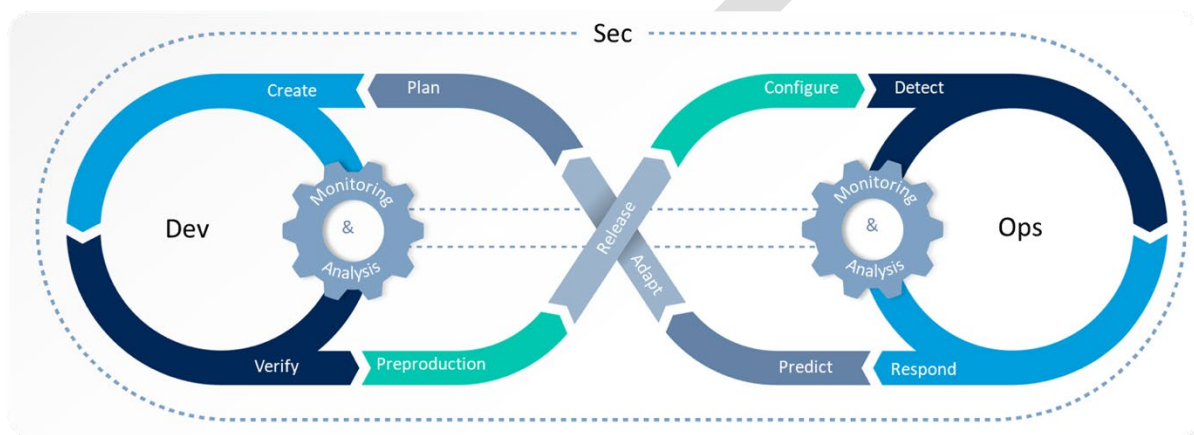 Sec
Create
Plan
Configure
Detect
Dev
Monitoring
&
Analysis
Release
Adapt
Monitoring
&
Analysis
Ops
Verify
Preproduction
Predict
Respond